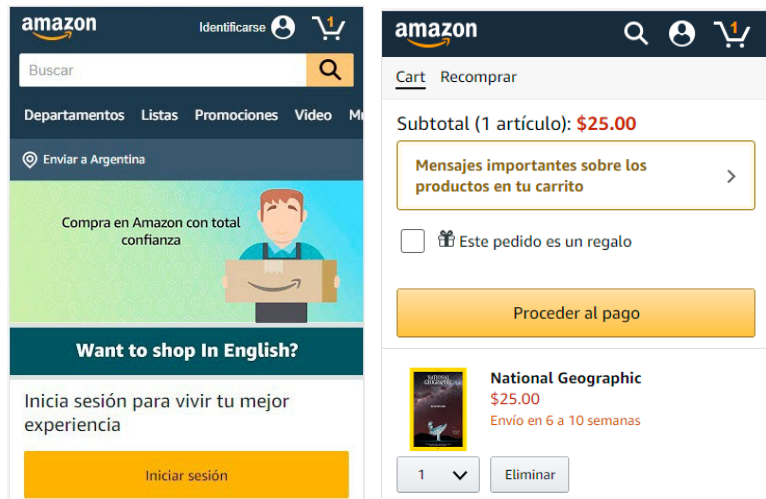 amazon
Identificarse
1
Buscar
Departamentos Listas Promociones Video
Enviar a Argentina
Compra en Amazon con total
confianza
Want to shop In English?
Inicia sesión para vivir tu mejor
experiencia
Iniciar sesión
amazon
1
Cart Recomprar
Subtotal (1 artículo): $25.00
Mensajes importantes sobre los
productos en tu carrito
Este pedido es un regalo
Proceder al pago
NATIONAL
GEOGRAPHIC
National Geographic
$25.00
Envío en 6 a 10 semanas
1
Eliminar